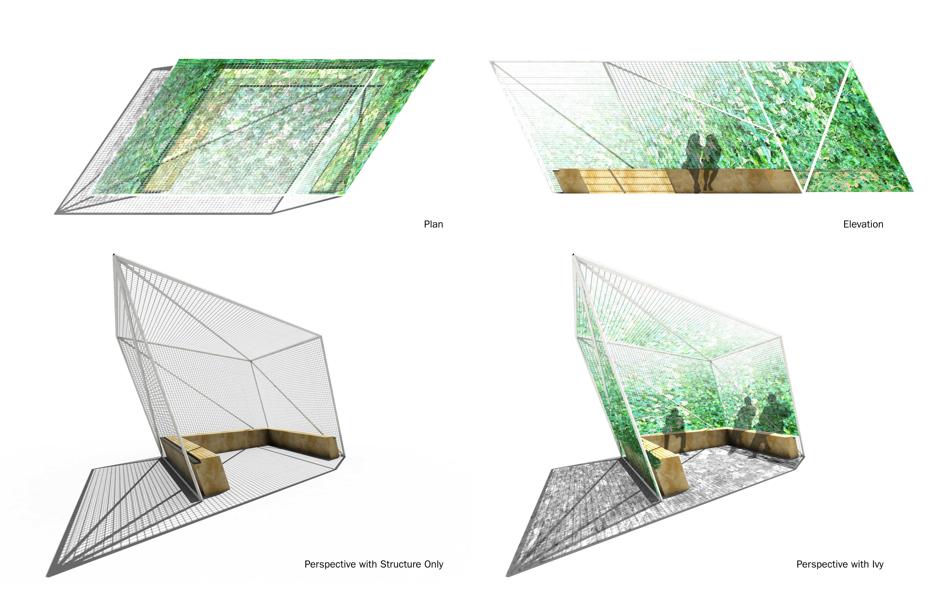 Plan
Elevation
Perspective with Structure Only
Perspective with Ivy